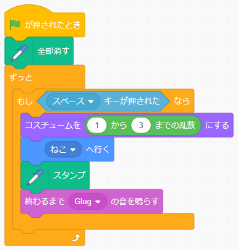 が押されたとき
全部消す
ずっと
もし スペース キーが押された なら
コスチュームを 1 から 3 までの乱数 にする
ねこ へ行く
スタンプ
終わるまで Glug の音を鳴らす